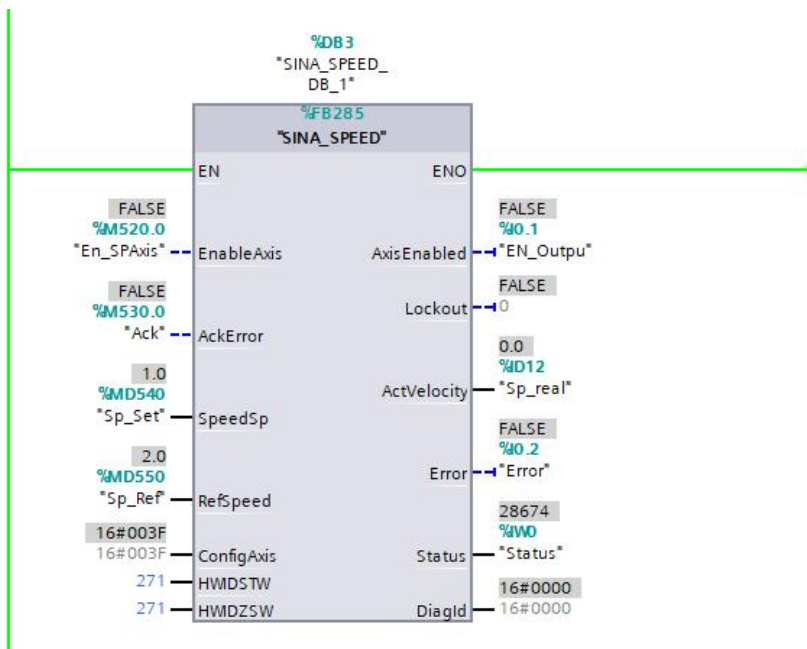 %DB3
"SINA_SPEED_
DB_1"
%FB285
"SINA_SPEED"
EN
ENO
FALSE
%M520.0
"En_SPAxis"
EnableAxis
FALSE
%M530.0
"Ack"
AckError
1.0
%MD540
"Sp_Set"
SpeedSp
2.0
%MD550
"Sp_Ref"
RefSpeed
16#003F
16#003F
ConfigAxis
271
HWIDSTW
271
HWIDZSW
AxisEnabled
FALSE
%I0.1
"EN_Outpu"
Lockout
FALSE
0
ActVelocity
0.0
%ID12
"Sp_real"
Error
FALSE
%I0.2
"Error"
Status
28674
%IW0
"Status"
DiagId
16#0000
16#0000